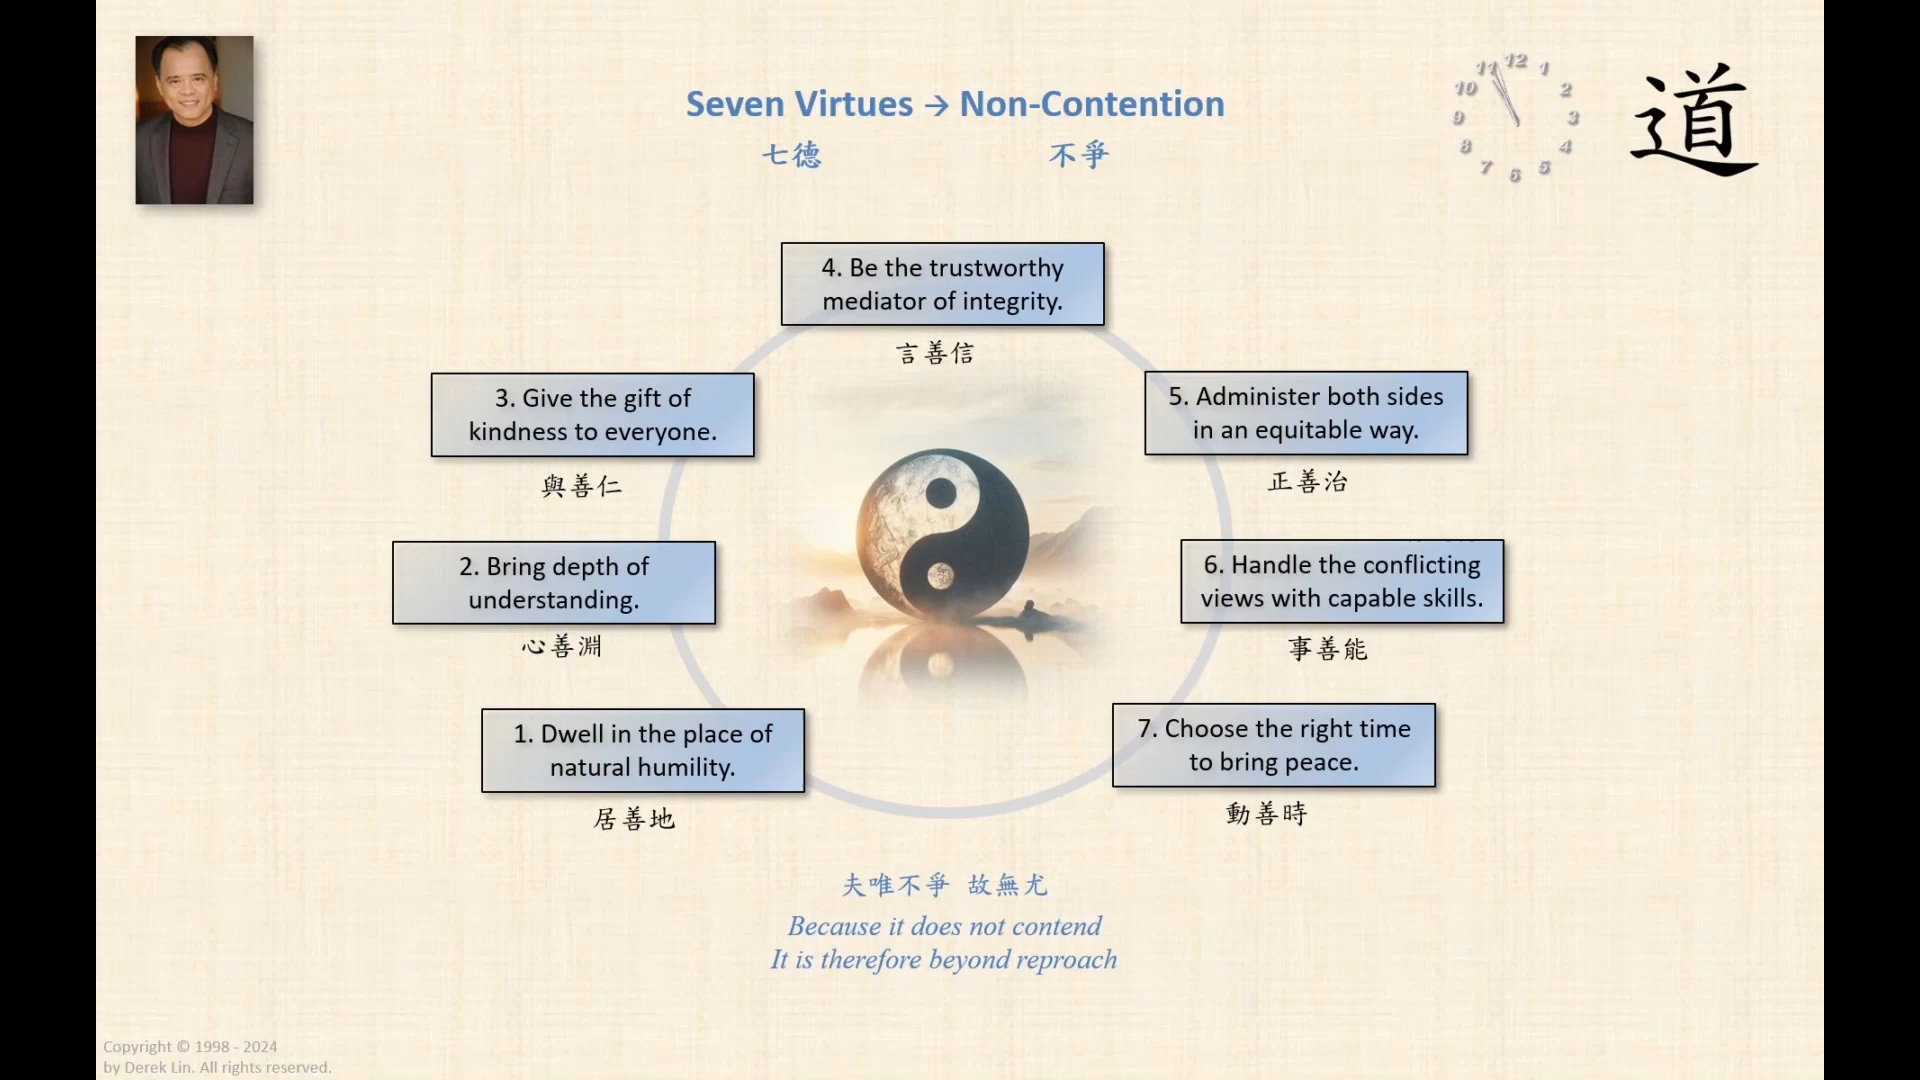 Seven Virtues → Non-Contention
七德 不爭
12
1
2
3
4
5
6
7
8
9
10
11
道
4. Be the trustworthy
mediator of integrity.
言善信
3. Give the gift of
kindness to everyone.
與善仁
5. Administer both sides
in an equitable way.
正善治
2. Bring depth of
understanding.
心善淵
6. Handle the conflicting
views with capable skills.
事善能
1. Dwell in the place of
natural humility.
居善地
7. Choose the right time
to bring peace.
動善時
夫唯不爭 故無尤
Because it does not contend
It is therefore beyond reproach
Copyright © 1998 - 2024
by Derek Lin. All rights reserved.